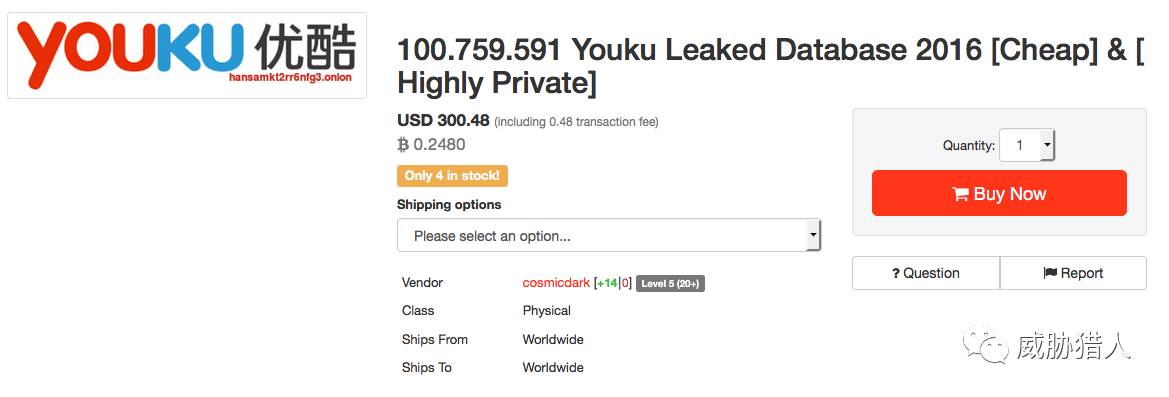 YOUKU 优酷
hansamkt2rr6nfg3.onion
100.759.591 Youku Leaked Database 2016 [Cheap] & [
Highly Private]
USD 300.48 (including 0.48 transaction fee)
฿ 0.2480
Only 4 in stock!
Shipping options
Please select an option...
Quantity: 1
Buy Now
? Question
Report
Vendor cosmicdark [+14|0] Level 5 (20+)
Class Physical
Ships From Worldwide
Ships To Worldwide
威胁猎人